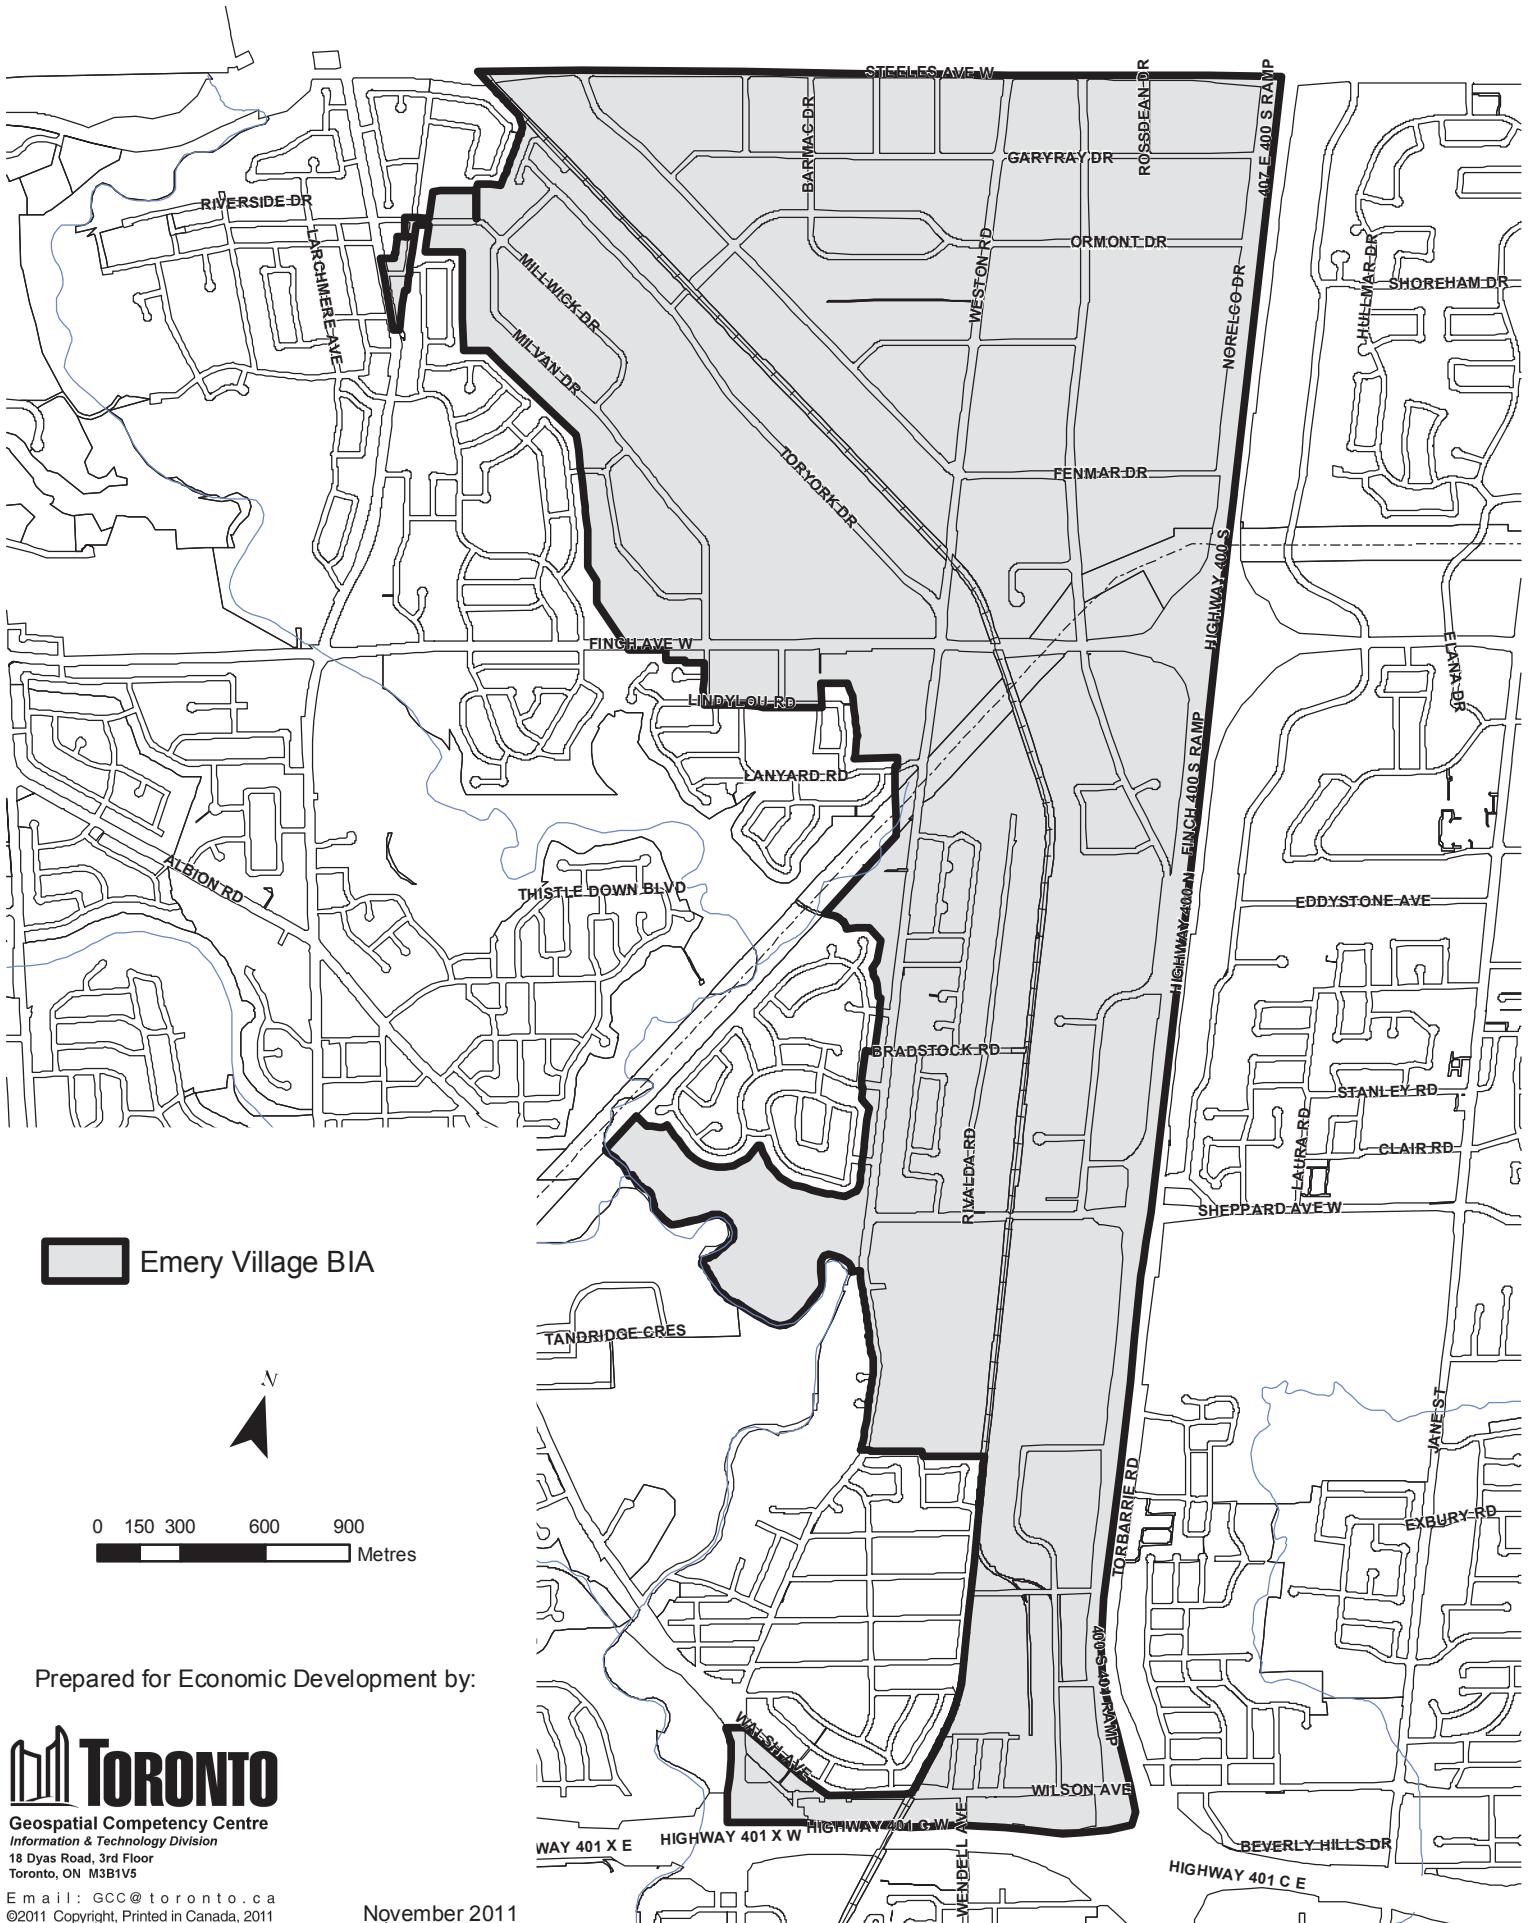 STEELES AVE W
BARMAC DR
ROSSDEAN DR
407 E 400 S RAMP
GARYRAY DR
RIVERSIDE DR
LARCHMERE AVE
WESTON RD
ORMONT DR
HULLMAR DR
SHOREHAM DR
MILLWICK DR
NORELCO DR
MILVAN DR
TORYORK DR
FENMAR DR
HIGHWAY 400 S
FINCH AVE W
ELANA DR
LINDYLOU RD
LANYARD RD
FINCH 400 S RAMP
ALBION RD
THISTLE DOWN BLVD
HIGHWAY 400 N
EDDYSTONE AVE
BRADSTOCK RD
STANLEY RD
LAURA RD
CLAIR RD
RIVALDA RD
SHEPPARD AVE W
Emery Village BIA
TANDRIDGE CRES
N
JANE ST
TORBARRIE RD
EXBURY RD
0 150 300 600 900
Metres
400 S 401 RAMP
Prepared for Economic Development by:
WALSH AVE
WILSON AVE
TORONTO
Geospatial Competency Centre
Information & Technology Division
18 Dyas Road, 3rd Floor
Toronto, ON M3B1V5
WAY 401 X E
HIGHWAY 401 X W
HIGHWAY 401 C W
WENDELL AVE
BEVERLY HILLS DR
HIGHWAY 401 C E
Email: GCC@toronto.ca
©2011 Copyright, Printed in Canada, 2011
November 2011